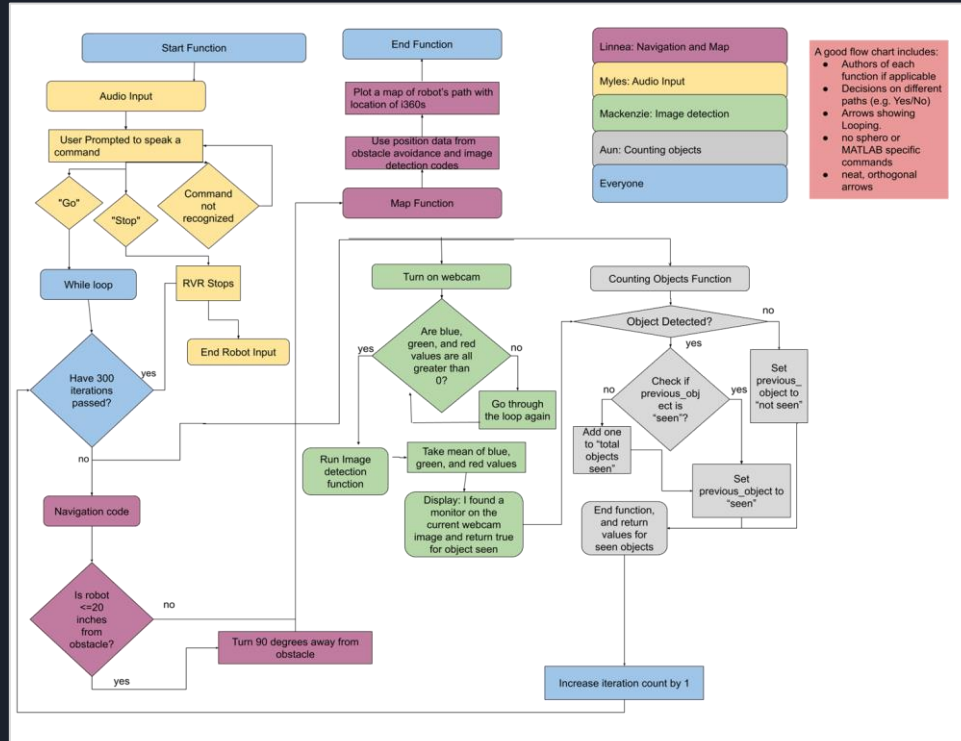 Start Function
Audio Input
User Prompted to speak a
command
"Go"
"Stop"
Command
not
recognized
While loop
RVR Stops
End Robot Input
Have 300
iterations
passed?
yes
no
Navigation code
Is robot
<=20
inches
from
obstacle?
no
yes
Turn 90 degrees away from
obstacle
End Function
Plot a map of robot's path with
location of i360s
Use position data from
obstacle avoidance and image
detection codes
Map Function
Turn on webcam
Are blue,
green, and red
values are all
greater than
0?
yes
no
Go through
the loop again
Run Image
detection
function
Take mean of blue,
green, and red values
Display: I found a
monitor on the
current webcam
image and return true
for object seen
Linnea: Navigation and Map
Myles: Audio Input
Mackenzie: Image detection
Aun: Counting objects
Everyone
A good flow chart includes:
● Authors of each
function if applicable
● Decisions on different
paths (e.g. Yes/No)
● Arrows showing
Looping.
● no sphero or
MATLAB specific
commands
● neat, orthogonal
arrows
Counting Objects Function
Object Detected?
no
yes
Check if
previous_obj
ect is
"seen"?
no
yes
Set
previous_
object to
"not seen"
Add one
to "total
objects
seen"
Set
previous_object to
"seen"
End function,
and return
values for
seen objects
Increase iteration count by 1